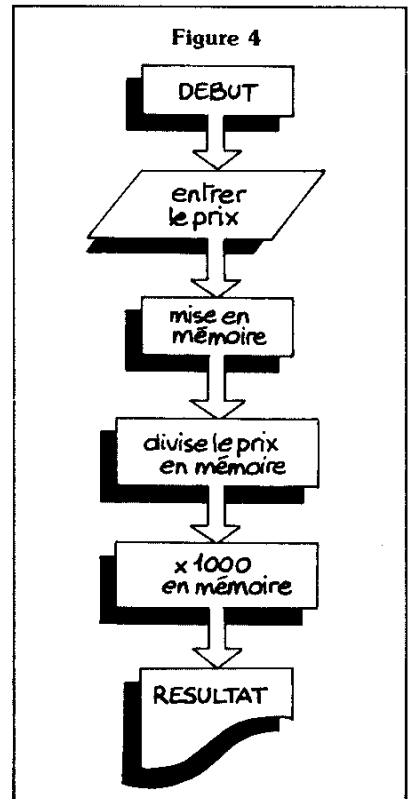 Figure 4
DEBUT
entrer
le prix
mise en
mémoire
divise le prix
en mémoire
x 1000
en mémoire
RESULTAT